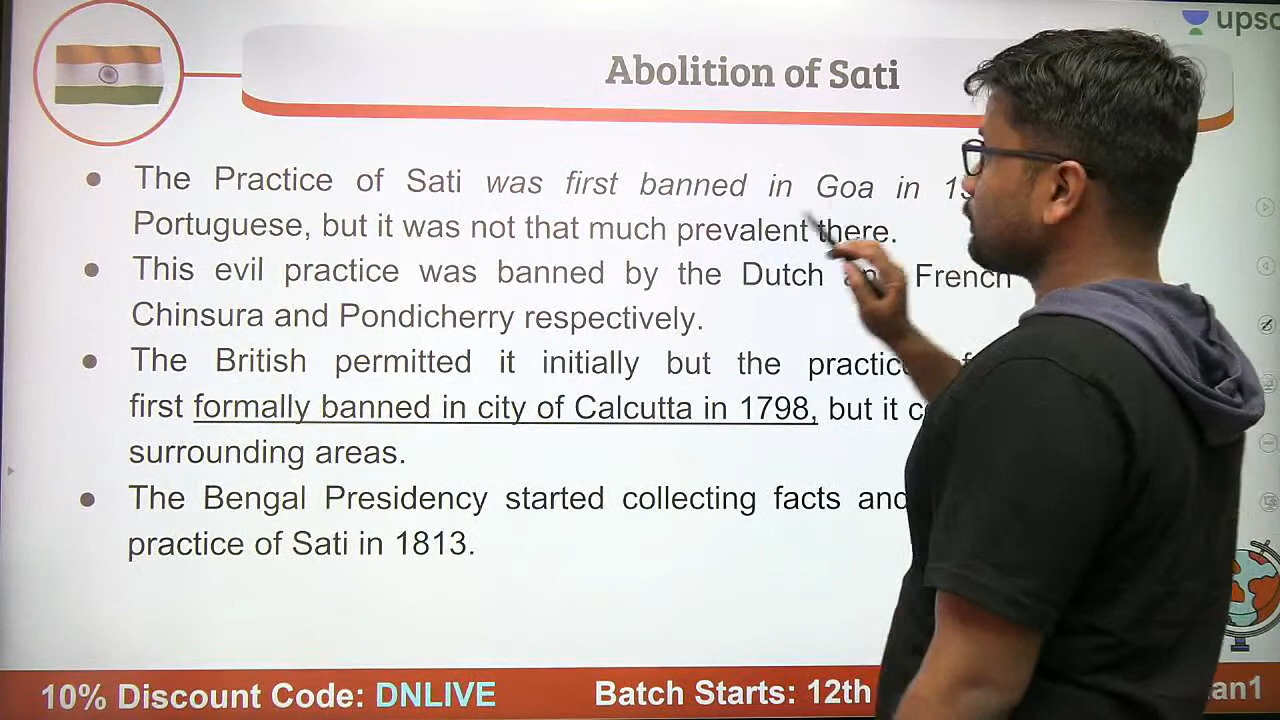 upsc
Abolition of Sati
● The Practice of Sati was first banned in Goa in
Portuguese, but it was not that much prevalent there.
● This evil practice was banned by the Dutch and French
Chinsura and Pondicherry respectively.
● The British permitted it initially but the practice
first formally banned in city of Calcutta in 1798, but it
surrounding areas.
● The Bengal Presidency started collecting facts and
practice of Sati in 1813.
10% Discount Code: DNLIVE Batch Starts: 12th an1